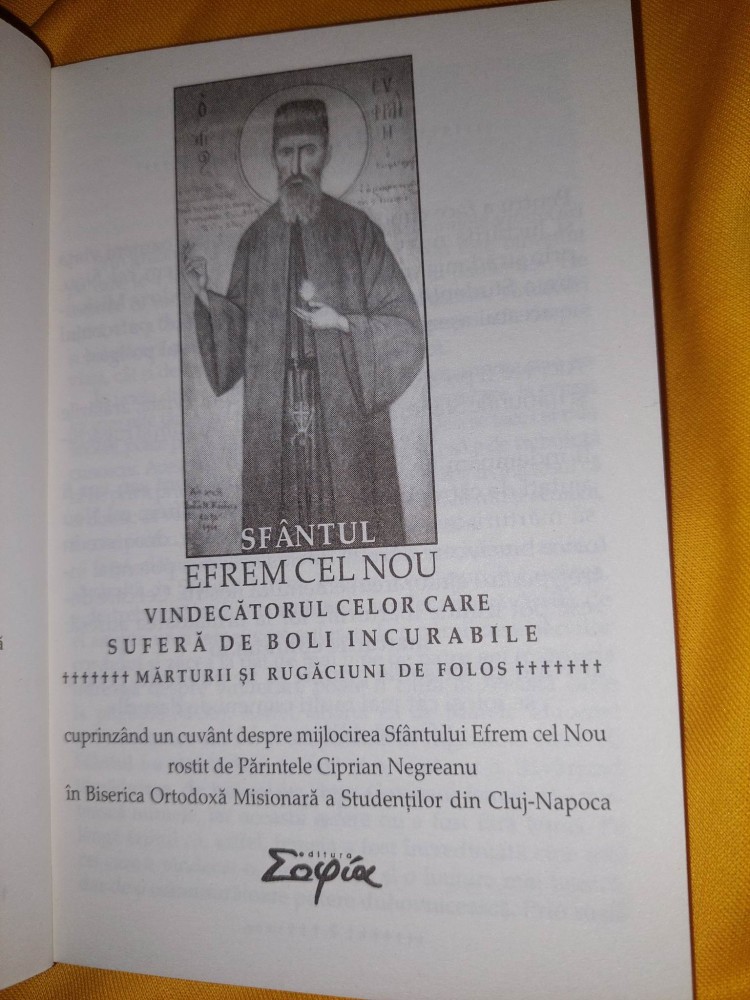 SFÂNTUL
EFREM CEL NOU
VINDECĂTORUL CELOR CARE
SUFERĂ DE BOLI INCURABILE
††††††† MĂRTURII ȘI RUGĂCIUNI DE FOLOS †††††††
cuprinzând un cuvânt despre mijlocirea Sfântului Efrem cel Nou
rostit de Părintele Ciprian Negreanu
în Biserica Ortodoxă Misionară a Studenților din Cluj-Napoca
editura
Σοφία